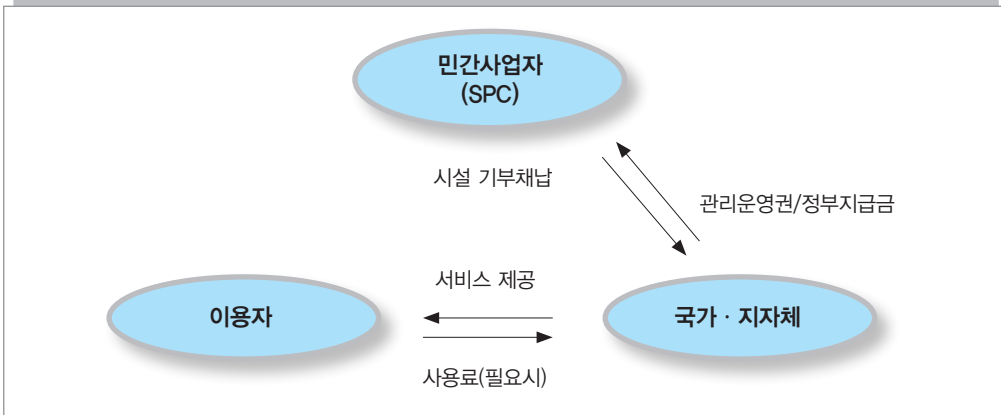 민간사업자
(SPC)
시설 기부채납
관리운영권/정부지급금
서비스 제공
이용자
국가 · 지자체
사용료(필요시)